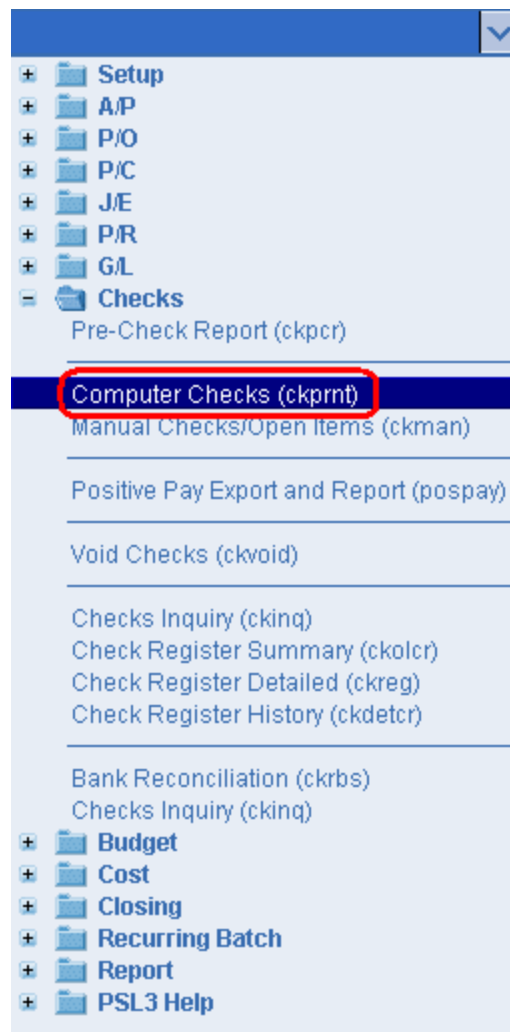 Setup
A/P
P/O
P/C
J/E
P/R
G/L
Checks
Pre-Check Report (ckpcr)
Computer Checks (ckprnt)
Manual Checks/Open Items (ckman)
Positive Pay Export and Report (pospay)
Void Checks (ckvoid)
Checks Inquiry (ckinq)
Check Register Summary (ckolcr)
Check Register Detailed (ckreg)
Check Register History (ckdetcr)
Bank Reconciliation (ckrbs)
Checks Inquiry (ckinq)
Budget
Cost
Closing
Recurring Batch
Report
PSL3 Help